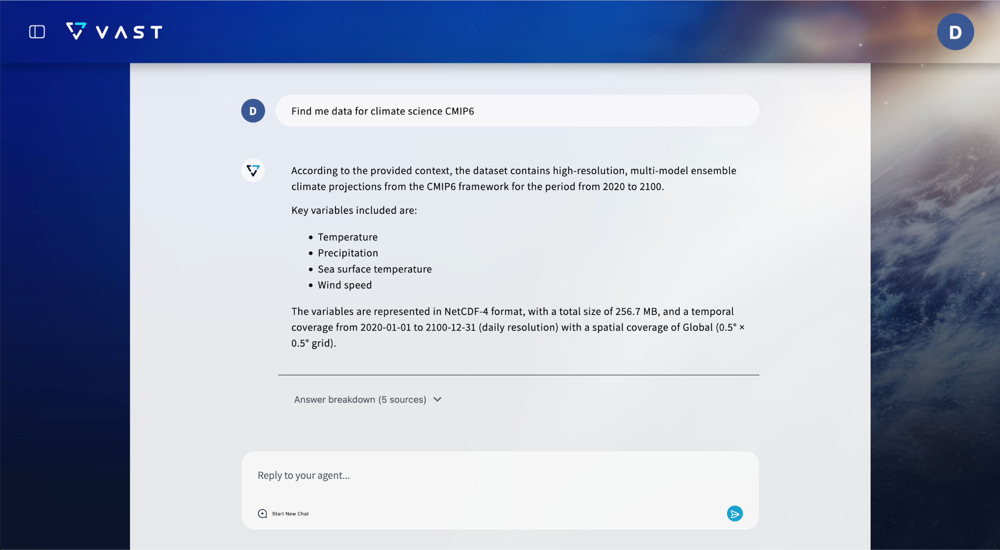 VAST
D
D
Find me data for climate science CMIP6
According to the provided context, the dataset contains high-resolution, multi-model ensemble
climate projections from the CMIP6 framework for the period from 2020 to 2100.
Key variables included are:
• Temperature
• Precipitation
• Sea surface temperature
• Wind speed
The variables are represented in NetCDF-4 format, with a total size of 256.7 MB, and a temporal
coverage from 2020-01-01 to 2100-12-31 (daily resolution) with a spatial coverage of Global (0.5° ×
0.5° grid).
Answer breakdown (5 sources)
Reply to your agent...
Start New Chat